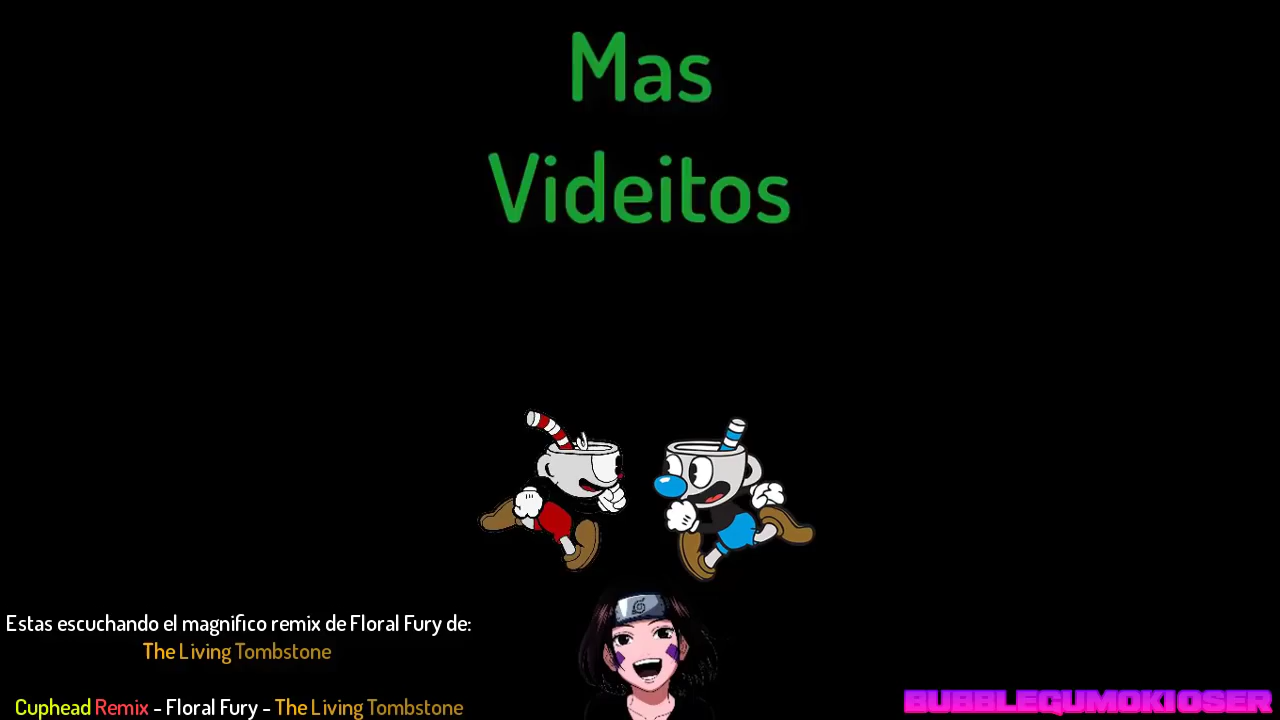 Mas
Videitos
Estas escuchando el magnifico remix de Floral Fury de:
The Living Tombstone
Cuphead Remix - Floral Fury - The Living Tombstone
BUBBLEGUMOKIOSER